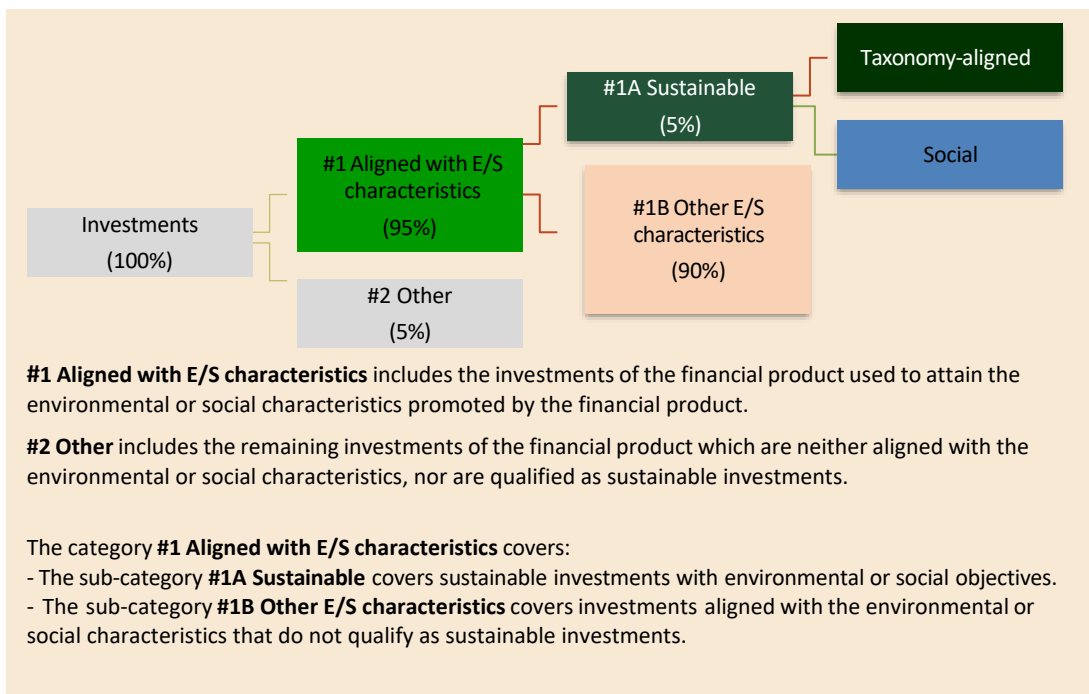 Taxonomy-aligned
#1A Sustainable
(5%)
Social
#1 Aligned with E/S
characteristics
(95%)
#1B Other E/S
characteristics
(90%)
Investments
(100%)
#2 Other
(5%)
#1 Aligned with E/S characteristics includes the investments of the financial product used to attain the
environmental or social characteristics promoted by the financial product.
#2 Other includes the remaining investments of the financial product which are neither aligned with the
environmental or social characteristics, nor are qualified as sustainable investments.
The category #1 Aligned with E/S characteristics covers:
- The sub-category #1A Sustainable covers sustainable investments with environmental or social objectives.
- The sub-category #1B Other E/S characteristics covers investments aligned with the environmental or
social characteristics that do not qualify as sustainable investments.